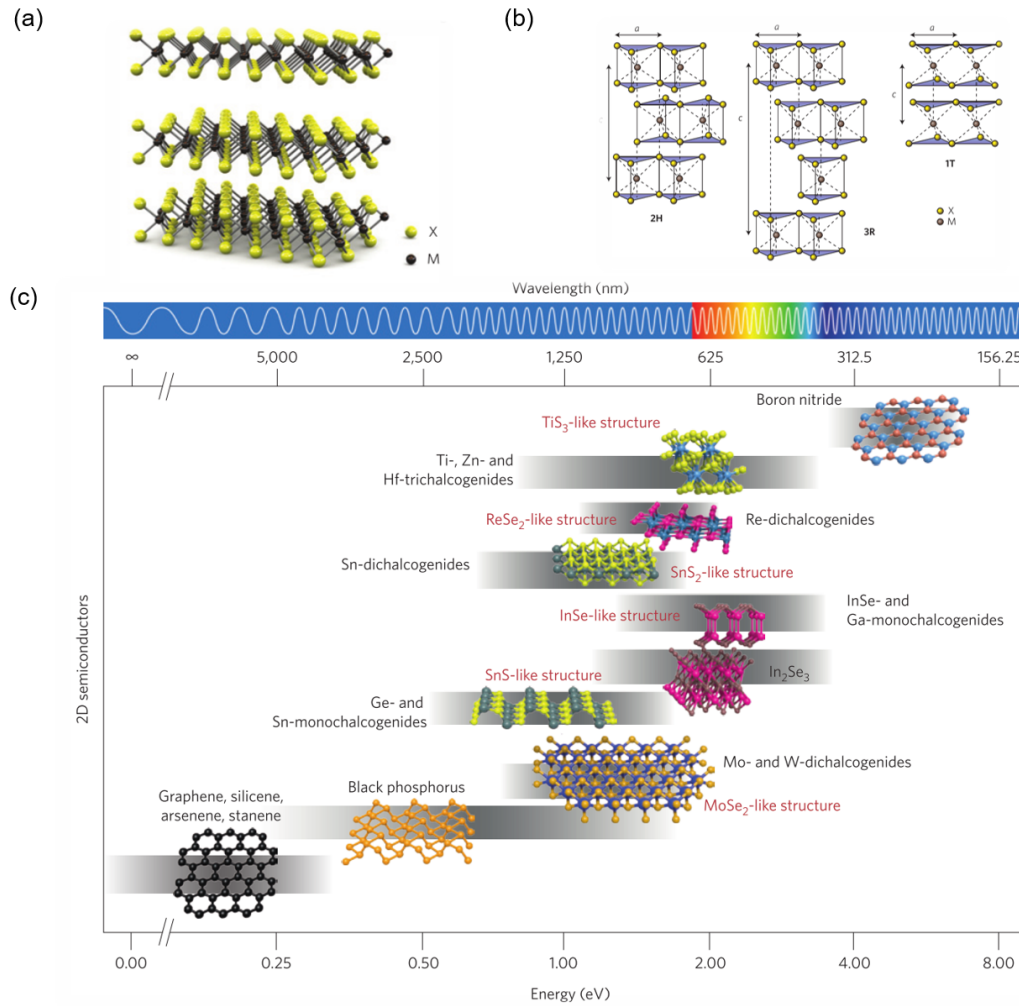 (a)
X
M
(b)
a
a
a
c
c
c
2H
3R
1T
X
M
(c)
Wavelength (nm)
∞
5,000
2,500
1,250
625
312.5
156.25
Boron nitride
TiS₃-like structure
Ti-, Zn- and
Hf-trichalcogenides
ReSe₂-like structure
Re-dichalcogenides
Sn-dichalcogenides
SnS₂-like structure
InSe-like structure
InSe- and
Ga-monochalcogenides
In₂Se₃
SnS-like structure
Ge- and
Sn-monochalcogenides
Mo- and W-dichalcogenides
MoSe₂-like structure
Black phosphorus
Graphene, silicene,
arsenene, stanene
2D semiconductors
0.00
0.25
0.50
1.00
2.00
4.00
8.00
Energy (eV)